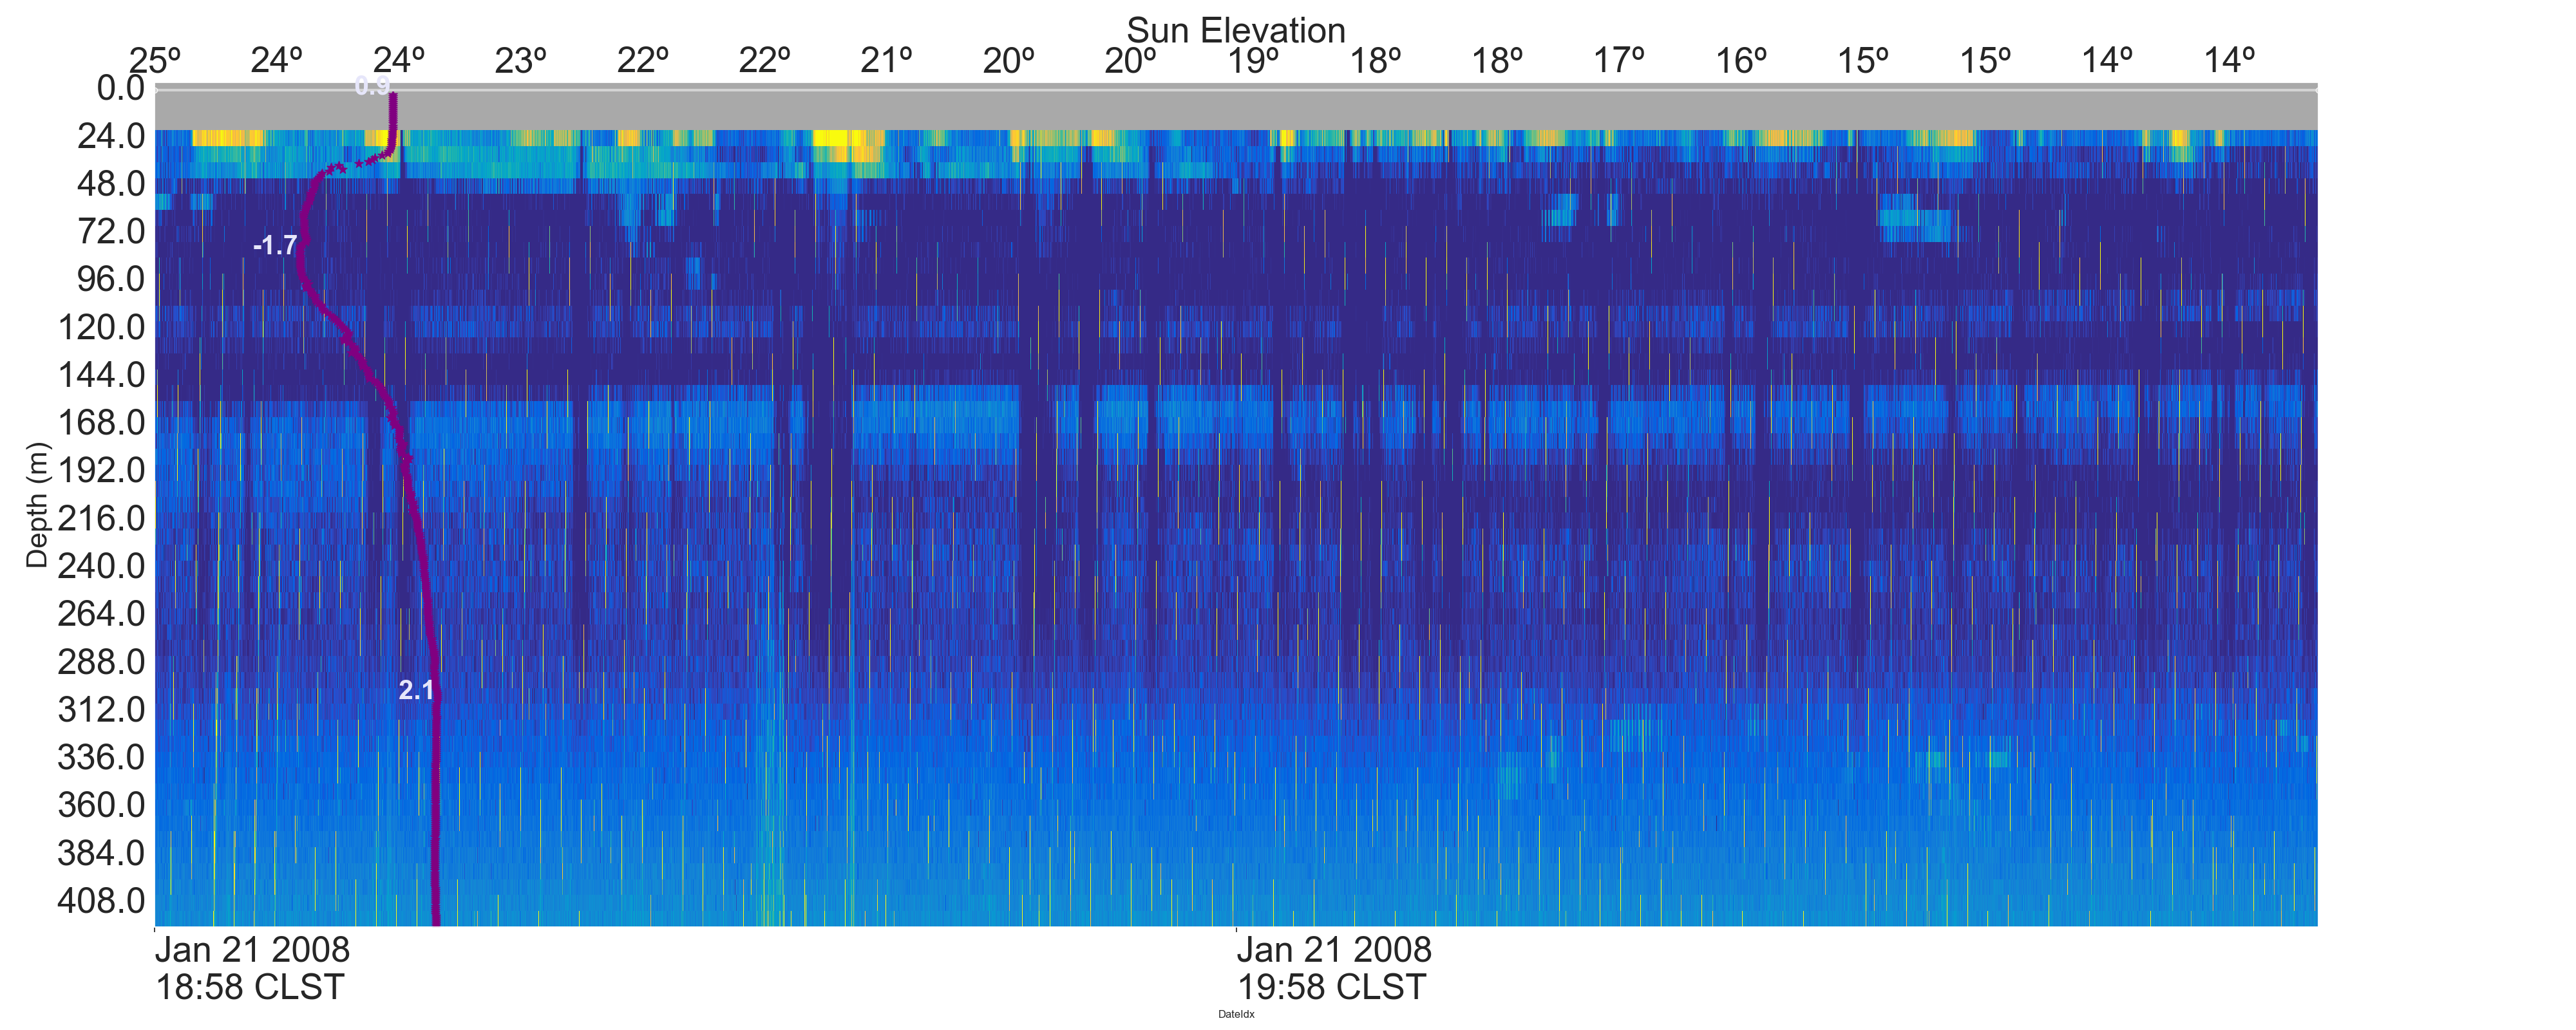 Sun Elevation
25º 24º 24º 23º 22º 22º 21º 20º 20º 19º 18º 18º 17º 16º 15º 15º 14º 14º
0.0
0.9
24.0
48.0
72.0
-1.7
96.0
120.0
144.0
168.0
192.0
216.0
240.0
264.0
288.0
2.1
312.0
336.0
360.0
384.0
408.0
Depth (m)
Jan 21 2008
18:58 CLST
Jan 21 2008
19:58 CLST
DateIdx